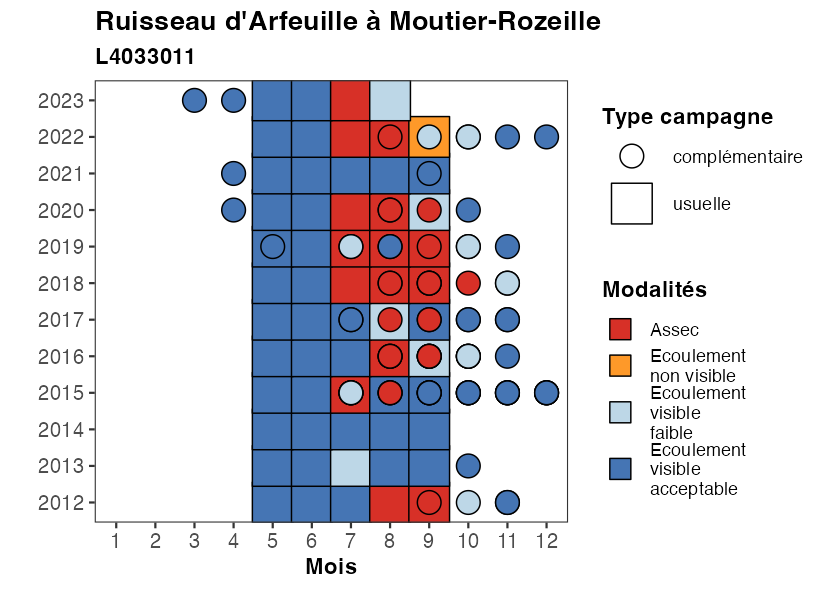 Ruisseau d'Arfeuille à Moutier-Rozeille
L4033011
2023
2022
2021
2020
2019
2018
2017
2016
2015
2014
2013
2012
1 2 3 4 5 6 7 8 9 10 11 12
Mois
Type campagne
complémentaire
usuelle
Modalités
Assec
Ecoulement
non visible
Ecoulement
visible
faible
Ecoulement
visible
acceptable